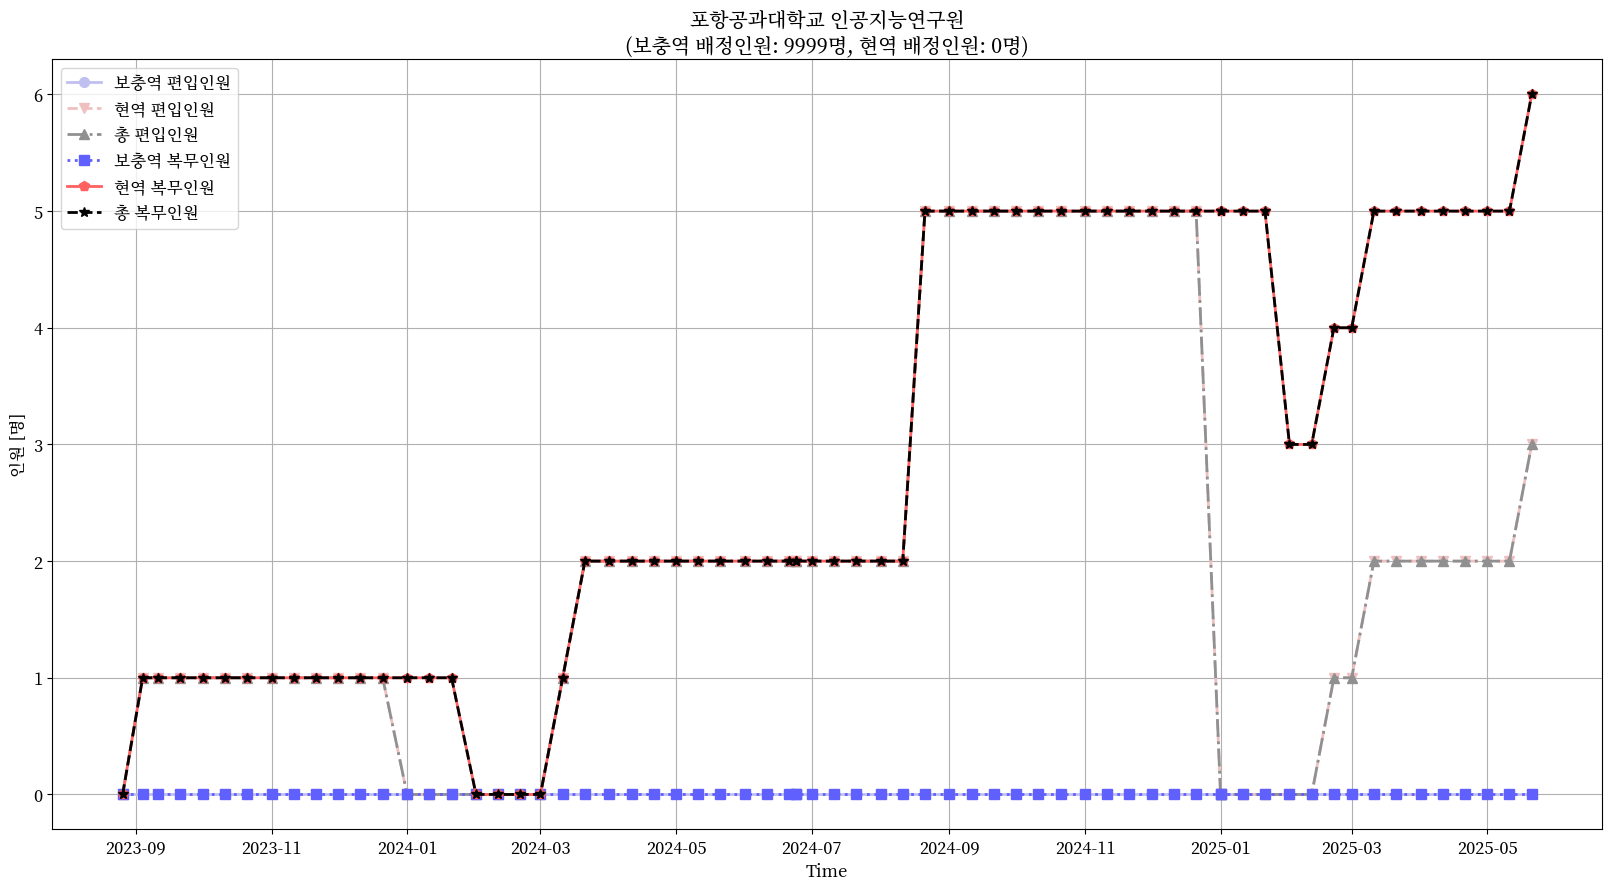 포항공과대학교 인공지능연구원
(보충역 배정인원: 9999명, 현역 배정인원: 0명)
보충역 편입인원
현역 편입인원
총 편입인원
보충역 복무인원
현역 복무인원
총 복무인원
인원 [명]
6
5
4
3
2
1
0
2023-09
2023-11
2024-01
2024-03
2024-05
2024-07
2024-09
2024-11
2025-01
2025-03
2025-05
Time